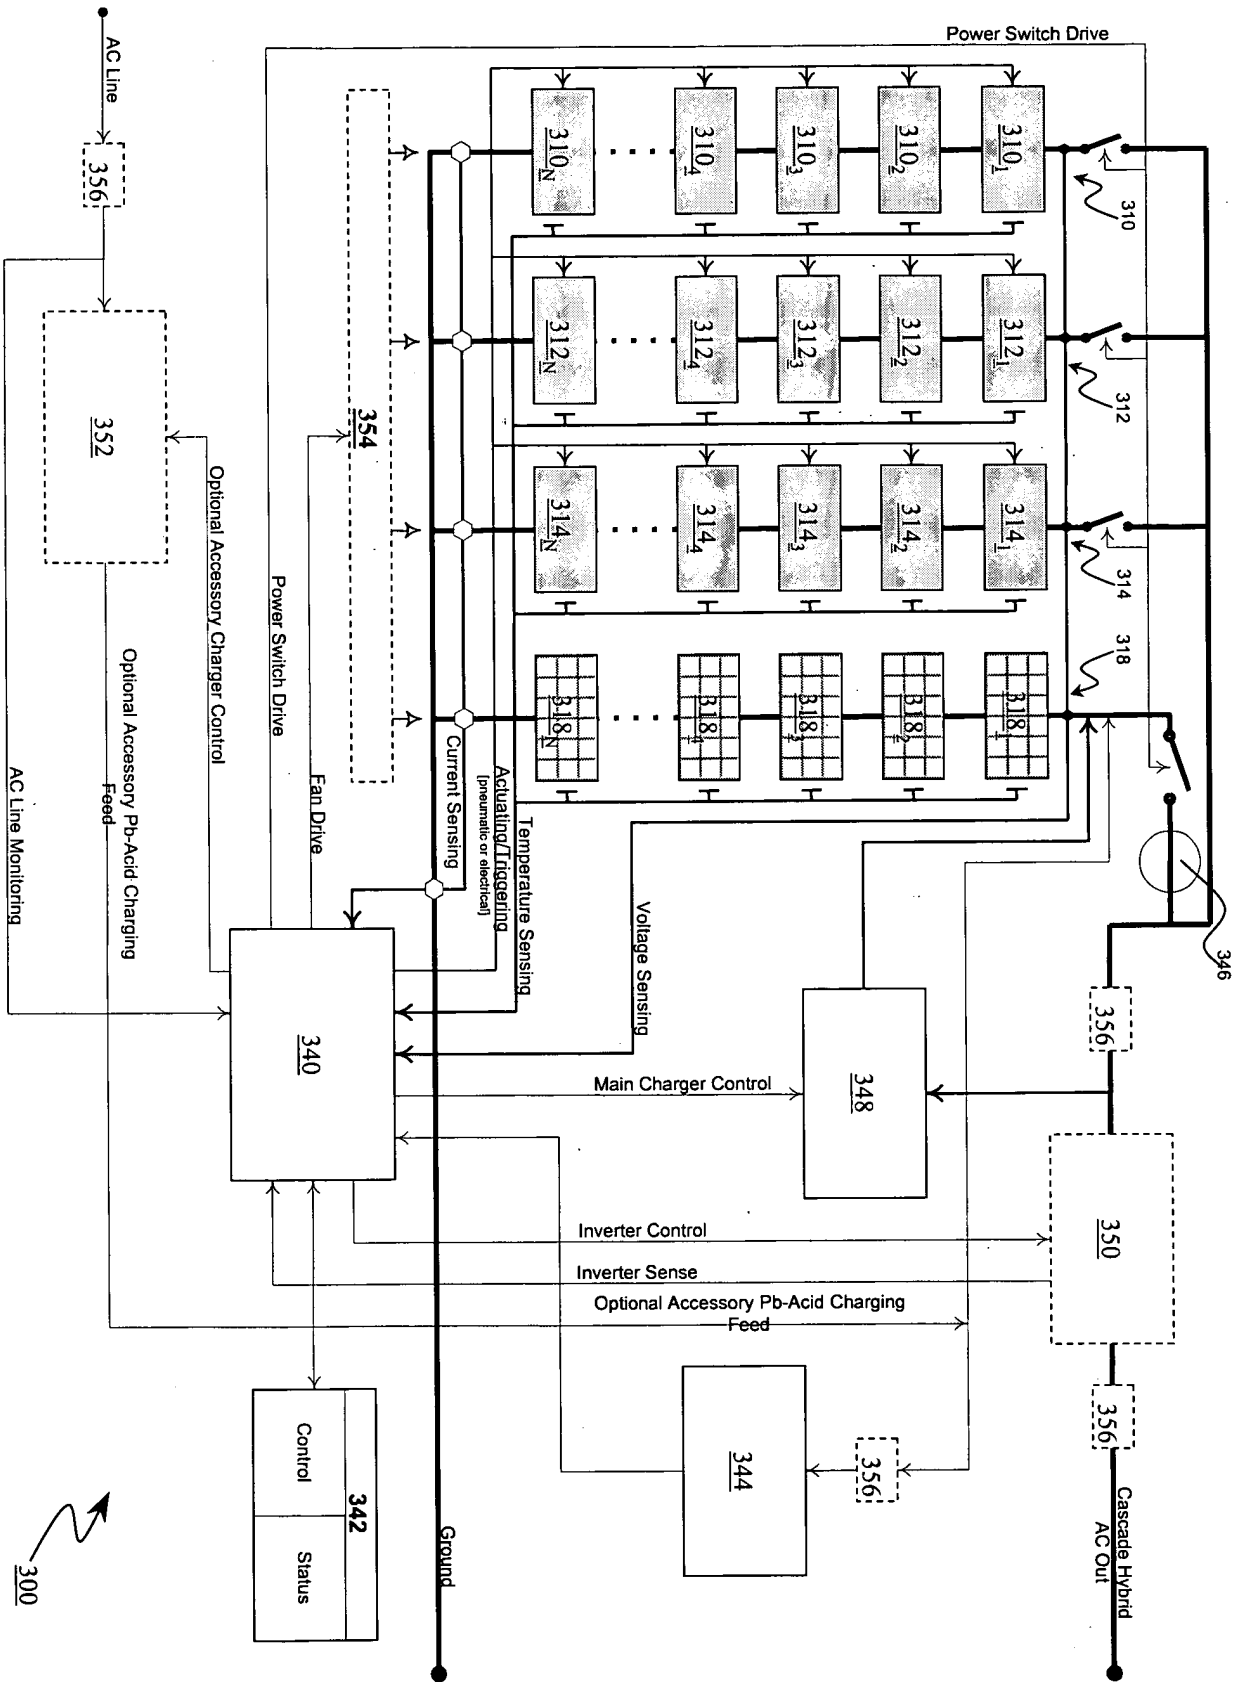 Power Switch Drive
AC Line
356
310₁
310₂
310₃
310₄
310_N
310
312₁
312₂
312₃
312₄
312_N
312
314₁
314₂
314₃
314₄
314_N
314
318₁
318₂
318₃
318₄
318_N
318
346
352
354
Optional Accessory Charger Control
Power Switch Drive
Fan Drive
Optional Accessory Pb-Acid Charging
Feed
AC Line Monitoring
Current Sensing
Actuating/Triggering
[pneumatic or electrical]
Temperature Sensing
Voltage Sensing
340
Main Charger Control
348
356
350
Inverter Control
Inverter Sense
Optional Accessory Pb-Acid Charging
Feed
344
356
356
Cascade Hybrid
AC Out
342
Control
Status
Ground
300